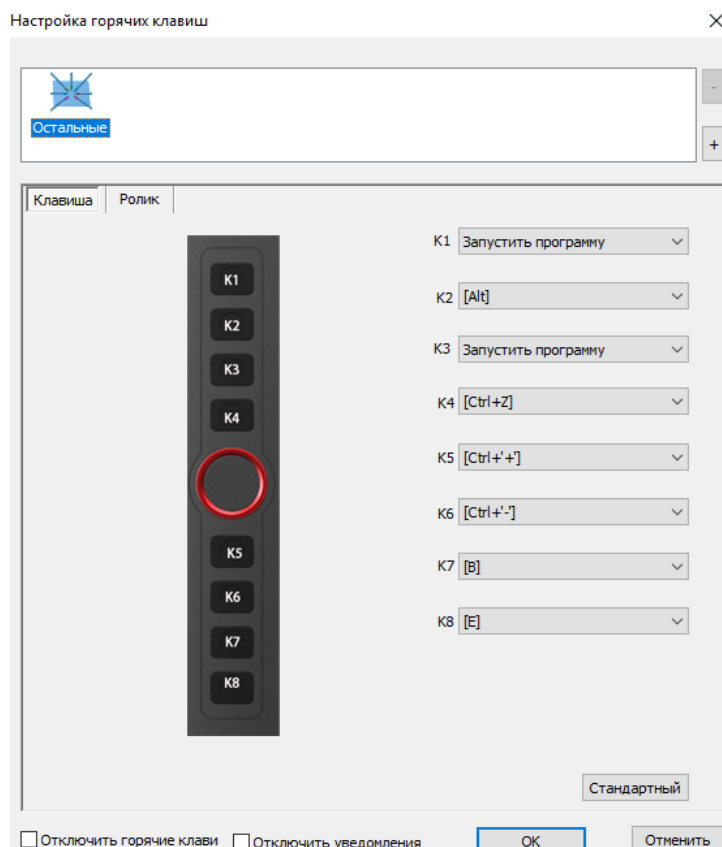 Настройка горячих клавиш
-
Остальные
+
Клавиша Ролик
K1 Запустить программу
K2 [Alt]
K3 Запустить программу
K4 [Ctrl+Z]
K5 [Ctrl+'+']
K6 [Ctrl+'-']
K7 [B]
K8 [E]
K1
K2
K3
K4
K5
K6
K7
K8
Стандартный
Отключить горячие клави Отключить уведомления OK Отменить